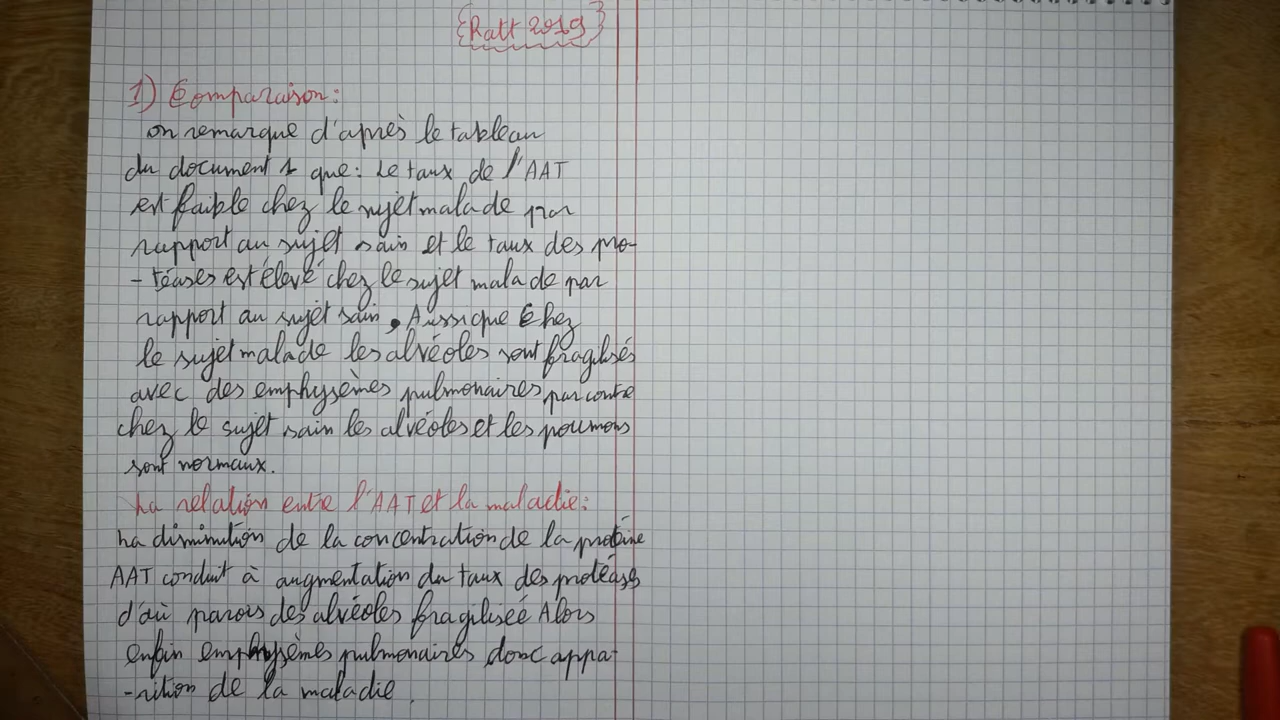 {Ratt 2019}
1) Comparaison:
on remarque d'après le tableau
du document 1 que: Le taux de l'AAT
est faible chez le sujet malade par
rapport au sujet sain et le taux des pro-
- téases est élevé chez le sujet malade par
rapport au sujet sain, Aussi que Chez
le sujet malade les alvéoles sont fragilisés
avec des emphysèmes pulmonaires par contre
chez le sujet sain les alvéoles et les poumons
sont normaux.
La relation entre l'AAT et la maladie:
La diminution de la concentration de la protéine
AAT conduit à augmentation du taux des protéases
d'où parois des alvéoles fragiliseé Alors
enfin emphysèmes pulmonaires donc appa-
-rition de la maladie.